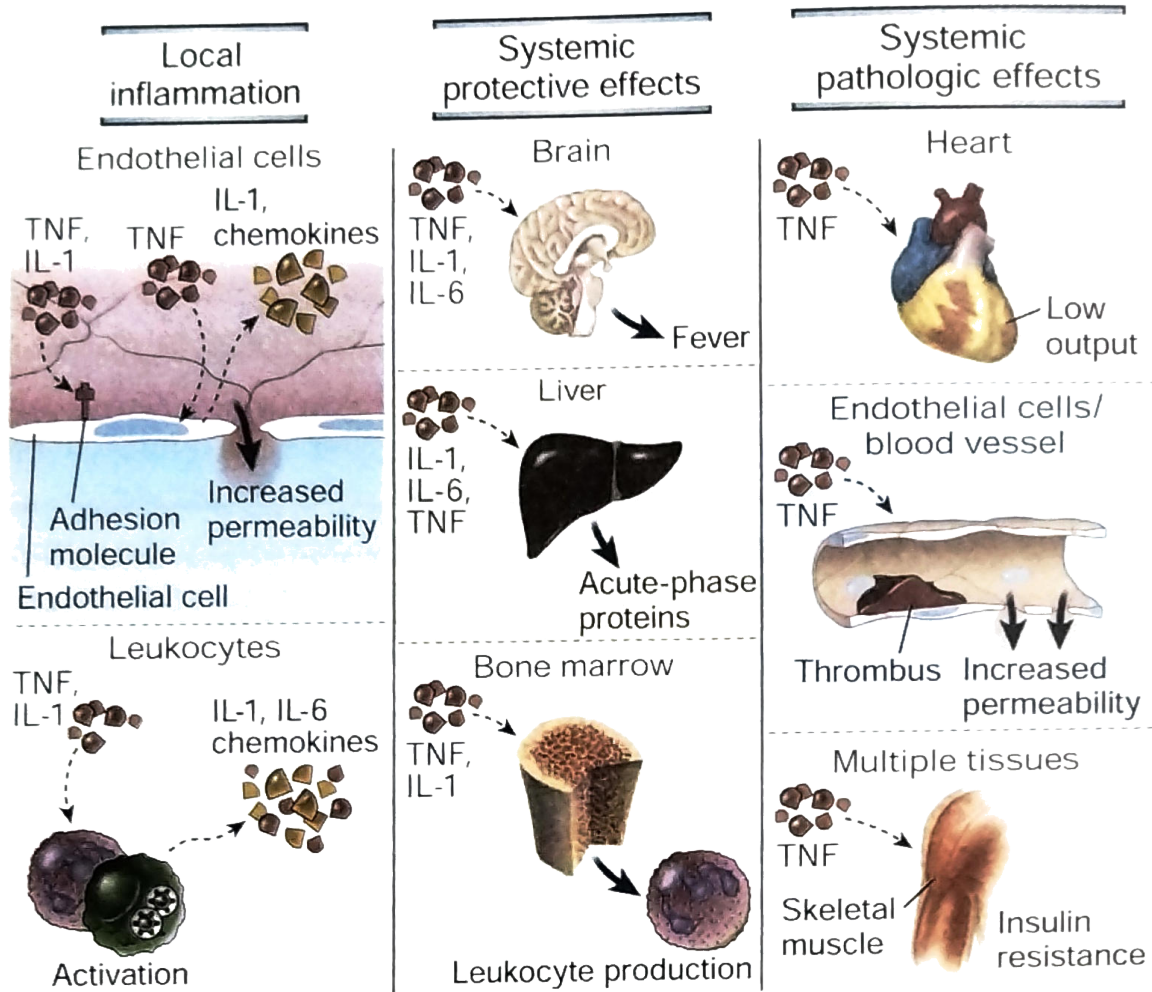 Local
inflammation
Endothelial cells
TNF,
IL-1
TNF
IL-1,
chemokines
Adhesion
molecule
Increased
permeability
Endothelial cell
Leukocytes
TNF,
IL-1
IL-1, IL-6
chemokines
Activation
Systemic
protective effects
Brain
TNF,
IL-1,
IL-6
Fever
Liver
IL-1,
IL-6,
TNF
Acute-phase
proteins
Bone marrow
TNF,
IL-1
Leukocyte production
Systemic
pathologic effects
Heart
TNF
Low
output
Endothelial cells/
blood vessel
TNF
Thrombus
Increased
permeability
Multiple tissues
TNF
Skeletal
muscle
Insulin
resistance